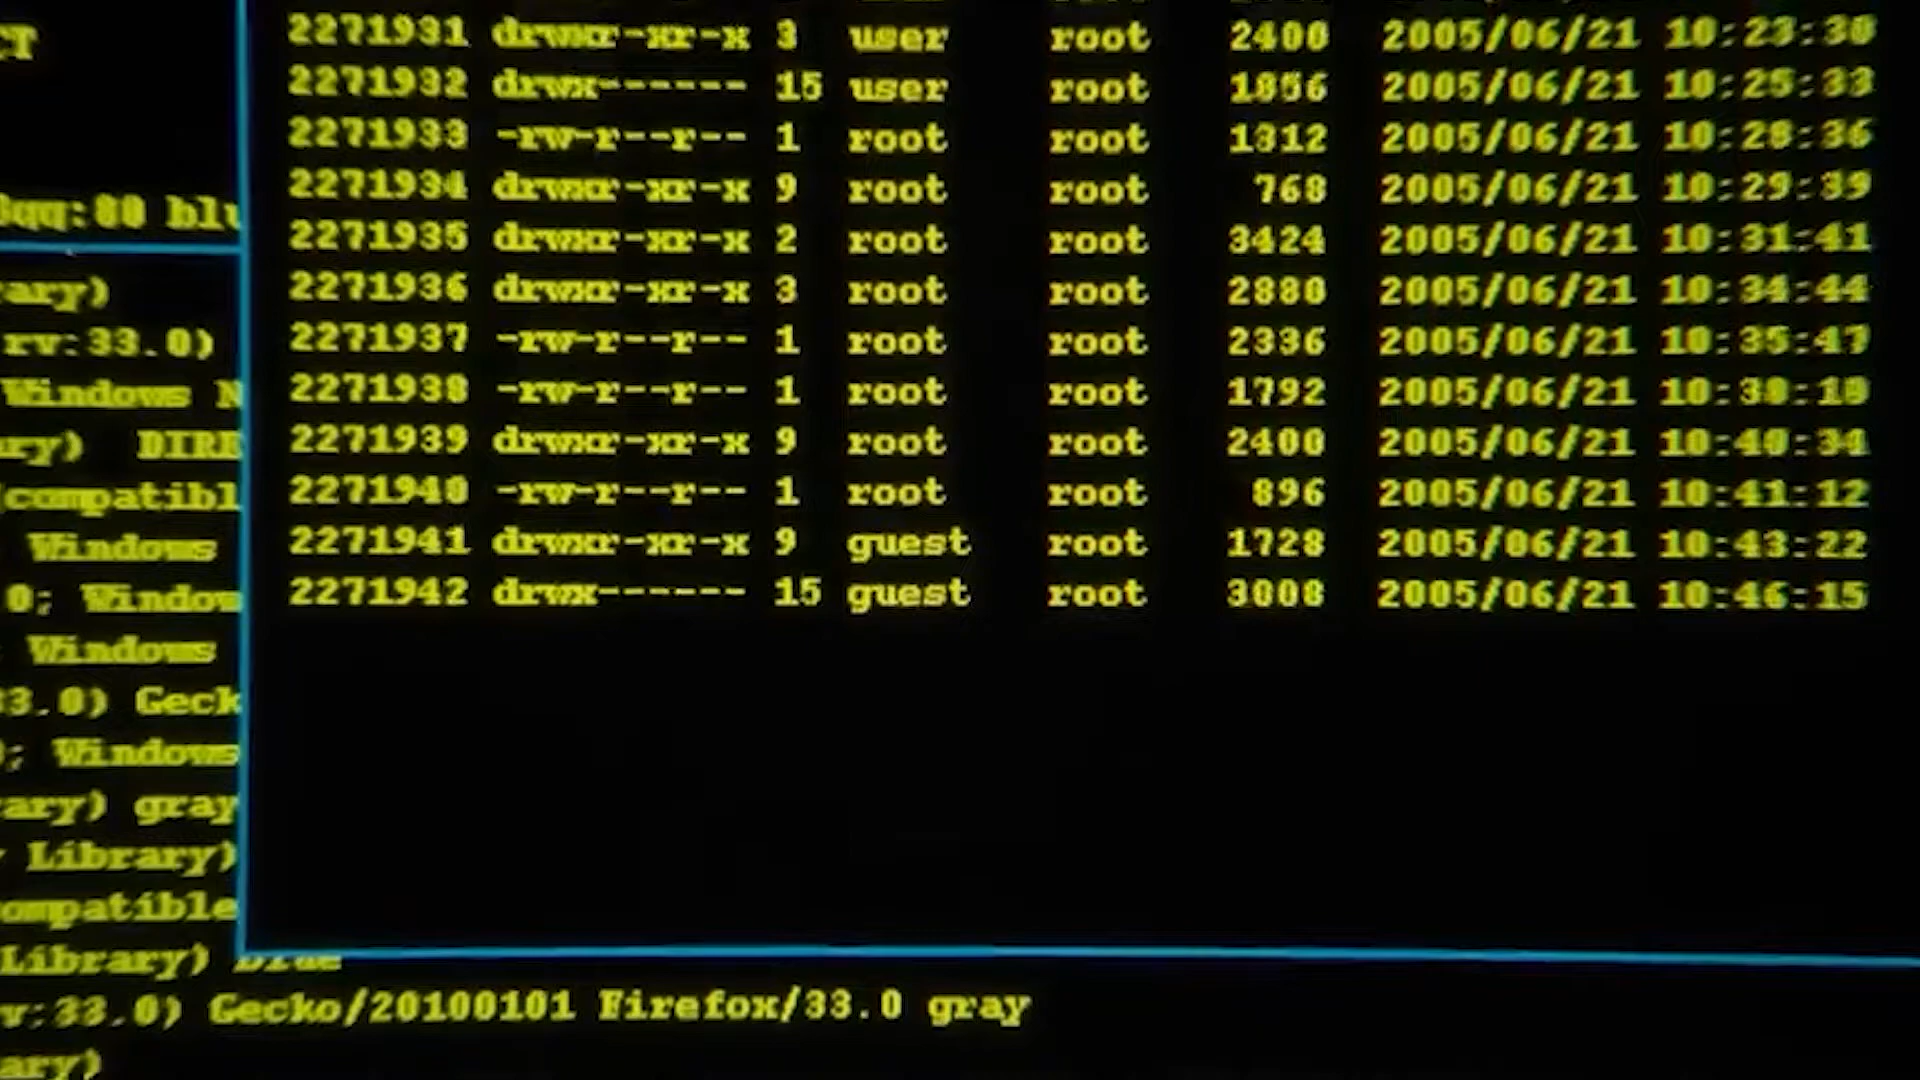 CT
2271931 drwxr-xr-x 3 user root 2400 2005/06/21 10:23:30
2271932 drwx------ 15 user root 1856 2005/06/21 10:25:33
2271933 -rw-r--r-- 1 root root 1312 2005/06/21 10:28:36
2271934 drwxr-xr-x 9 root root 768 2005/06/21 10:29:39
2271935 drwxr-xr-x 2 root root 3424 2005/06/21 10:31:41
2271936 drwxr-xr-x 3 root root 2880 2005/06/21 10:34:44
2271937 -rw-r--r-- 1 root root 2336 2005/06/21 10:35:47
2271938 -rw-r--r-- 1 root root 1792 2005/06/21 10:38:10
2271939 drwxr-xr-x 9 root root 2400 2005/06/21 10:40:34
2271940 -rw-r--r-- 1 root root 896 2005/06/21 10:41:12
2271941 drwxr-xr-x 9 guest root 1728 2005/06/21 10:43:22
2271942 drwx------ 15 guest root 3008 2005/06/21 10:46:15
qq:80 blu
ary)
rv:33.0)
Windows N
ary) DIRE
compatibl
Windows
0; Window
Windows
33.0) Geck
; Windows
ary) gray
Library)
ompatible
Library) blue
v:33.0) Gecko/20100101 Firefox/33.0 gray
ary)